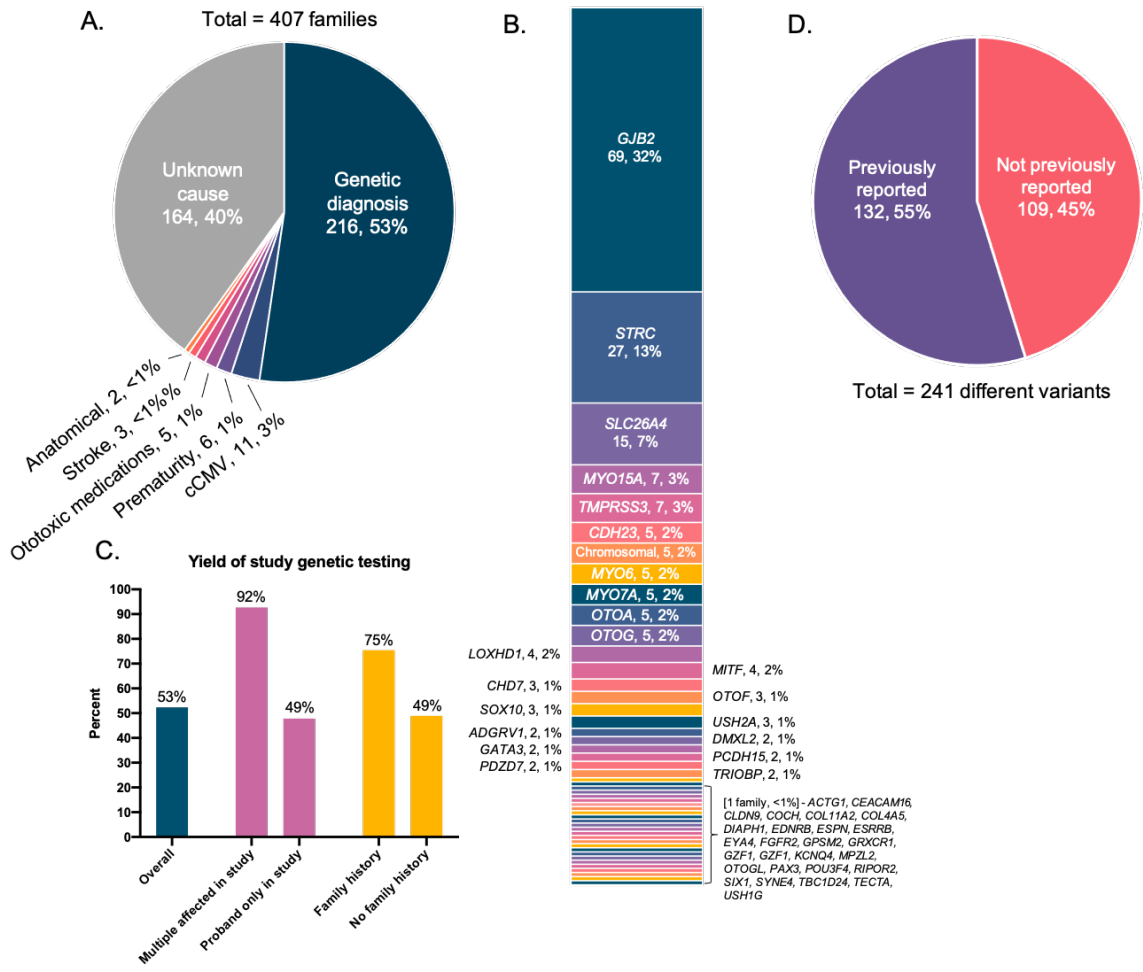 A.
Total = 407 families
Unknown
cause
164, 40%
Genetic
diagnosis
216, 53%
Anatomical, 2, <1%
Stroke, 3, <1%%
Ototoxic medications, 5, 1%
Prematurity, 6, 1%
cCMV, 11, 3%
B.
GJB2
69, 32%
STRC
27, 13%
SLC26A4
15, 7%
MYO15A, 7, 3%
TMPRSS3, 7, 3%
CDH23, 5, 2%
Chromosomal, 5, 2%
MYO6, 5, 2%
MYO7A, 5, 2%
OTOA, 5, 2%
OTOG, 5, 2%
LOXHD1, 4, 2%
MITF, 4, 2%
CHD7, 3, 1%
OTOF, 3, 1%
SOX10, 3, 1%
USH2A, 3, 1%
ADGRV1, 2, 1%
DMXL2, 2, 1%
GATA3, 2, 1%
PCDH15, 2, 1%
PDZD7, 2, 1%
TRIOBP, 2, 1%
[1 family, <1%] - ACTG1, CEACAM16,
CLDN9, COCH, COL11A2, COL4A5,
DIAPH1, EDNRB, ESPN, ESRRB,
EYA4, FGFR2, GPSM2, GRXCR1,
GZF1, GZF1, KCNQ4, MPZL2,
OTOGL, PAX3, POU3F4, RIPOR2,
SIX1, SYNE4, TBC1D24, TECTA,
USH1G
C.
Yield of study genetic testing
Percent
100
90
80
70
60
50
40
30
20
10
0
53%
92%
49%
75%
49%
Overall
Multiple affected in study
Proband only in study
Family history
No family history
D.
Previously
reported
132, 55%
Not previously
reported
109, 45%
Total = 241 different variants